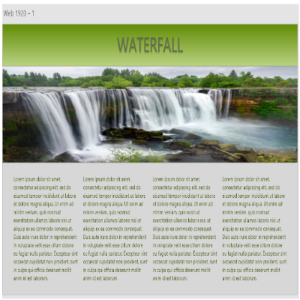 Web 1920 – 1
WATERFALL
Lorem ipsum dolor sit amet,
consectetur adipiscing elit, sed do
eiusmod tempor incididunt ut labore
et dolore magna aliqua. Ut enim ad
minim veniam, quis nostrud
exercitation ullamco laboris nisi ut
aliquip ex ea commodo consequat.
Duis aute irure dolor in reprehenderit
in voluptate velit esse cillum dolore
eu fugiat nulla pariatur. Excepteur sint
occaecat cupidatat non proident, sunt
in culpa qui officia deserunt mollit
anim id est laborum.
Lorem ipsum dolor sit amet,
consectetur adipiscing elit, sed do
eiusmod tempor incididunt ut labore
et dolore magna aliqua. Ut enim ad
minim veniam, quis nostrud
exercitation ullamco laboris nisi ut
aliquip ex ea commodo consequat.
Duis aute irure dolor in reprehenderit
in voluptate velit esse cillum dolore
eu fugiat nulla pariatur. Excepteur sint
occaecat cupidatat non proident, sunt
in culpa qui officia deserunt mollit
anim id est laborum.
Lorem ipsum dolor sit amet,
consectetur adipiscing elit, sed do
eiusmod tempor incididunt ut labore
et dolore magna aliqua. Ut enim ad
minim veniam, quis nostrud
exercitation ullamco laboris nisi ut
aliquip ex ea commodo consequat.
Duis aute irure dolor in reprehenderit
in voluptate velit esse cillum dolore
eu fugiat nulla pariatur. Excepteur sint
occaecat cupidatat non proident, sunt
in culpa qui officia deserunt mollit
anim id est laborum.
Lorem ipsum dolor sit amet,
consectetur adipiscing elit, sed do
eiusmod tempor incididunt ut labore
et dolore magna aliqua. Ut enim ad
minim veniam, quis nostrud
exercitation ullamco laboris nisi ut
aliquip ex ea commodo consequat.
Duis aute irure dolor in reprehenderit
in voluptate velit esse cillum dolore
eu fugiat nulla pariatur. Excepteur sint
occaecat cupidatat non proident, sunt
in culpa qui officia deserunt mollit
anim id est laborum.